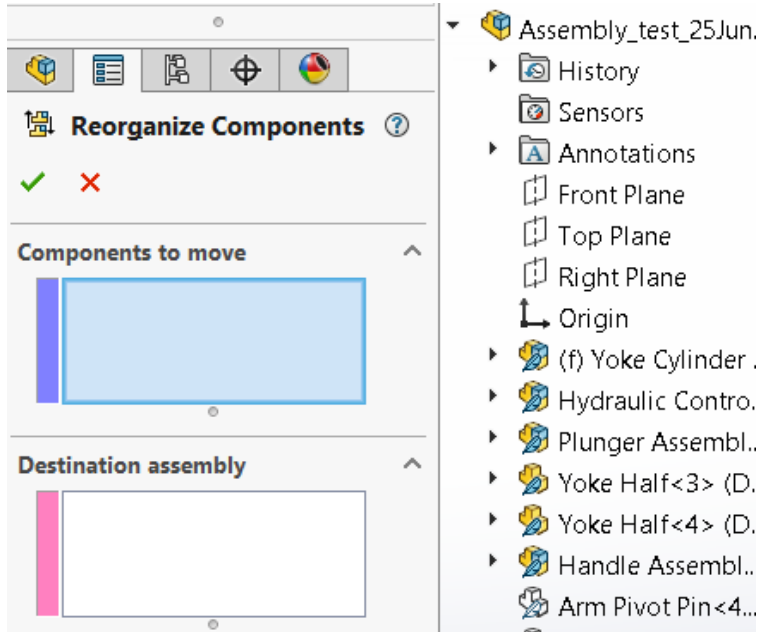 Reorganize Components
Components to move
Destination assembly
Assembly_test_25Jun.
History
Sensors
A Annotations
Front Plane
Top Plane
Right Plane
Origin
(f) Yoke Cylinder .
Hydraulic Contro.
Plunger Assembl..
Yoke Half<3> (D.
Yoke Half<4> (D.
Handle Assembl..
Arm Pivot Pin<4...